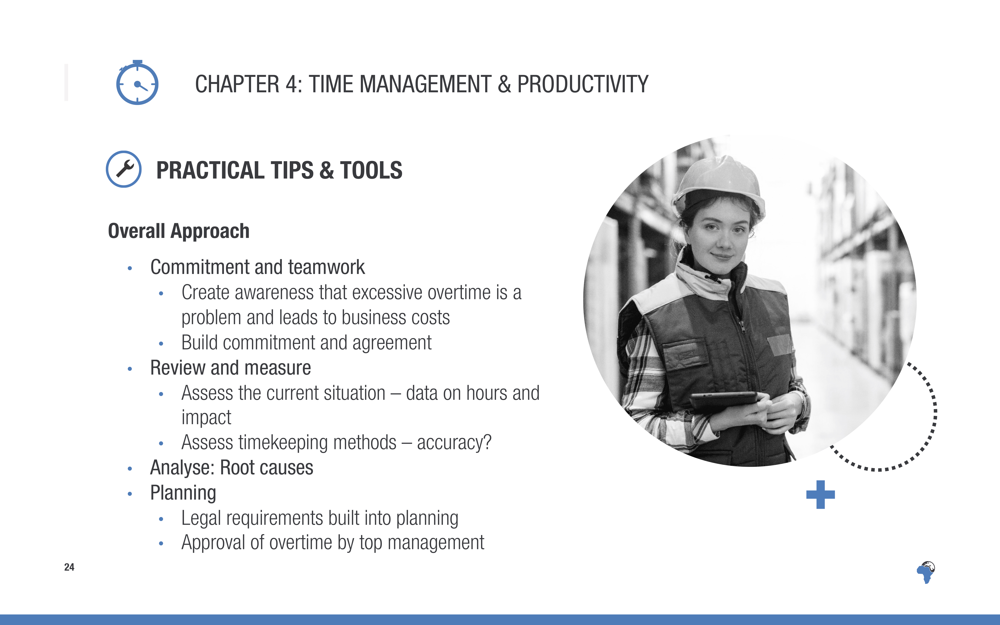 CHAPTER 4: TIME MANAGEMENT & PRODUCTIVITY
PRACTICAL TIPS & TOOLS
Overall Approach
• Commitment and teamwork
• Create awareness that excessive overtime is a
problem and leads to business costs
• Build commitment and agreement
• Review and measure
• Assess the current situation – data on hours and
impact
• Assess timekeeping methods – accuracy?
• Analyse: Root causes
• Planning
• Legal requirements built into planning
• Approval of overtime by top management
24